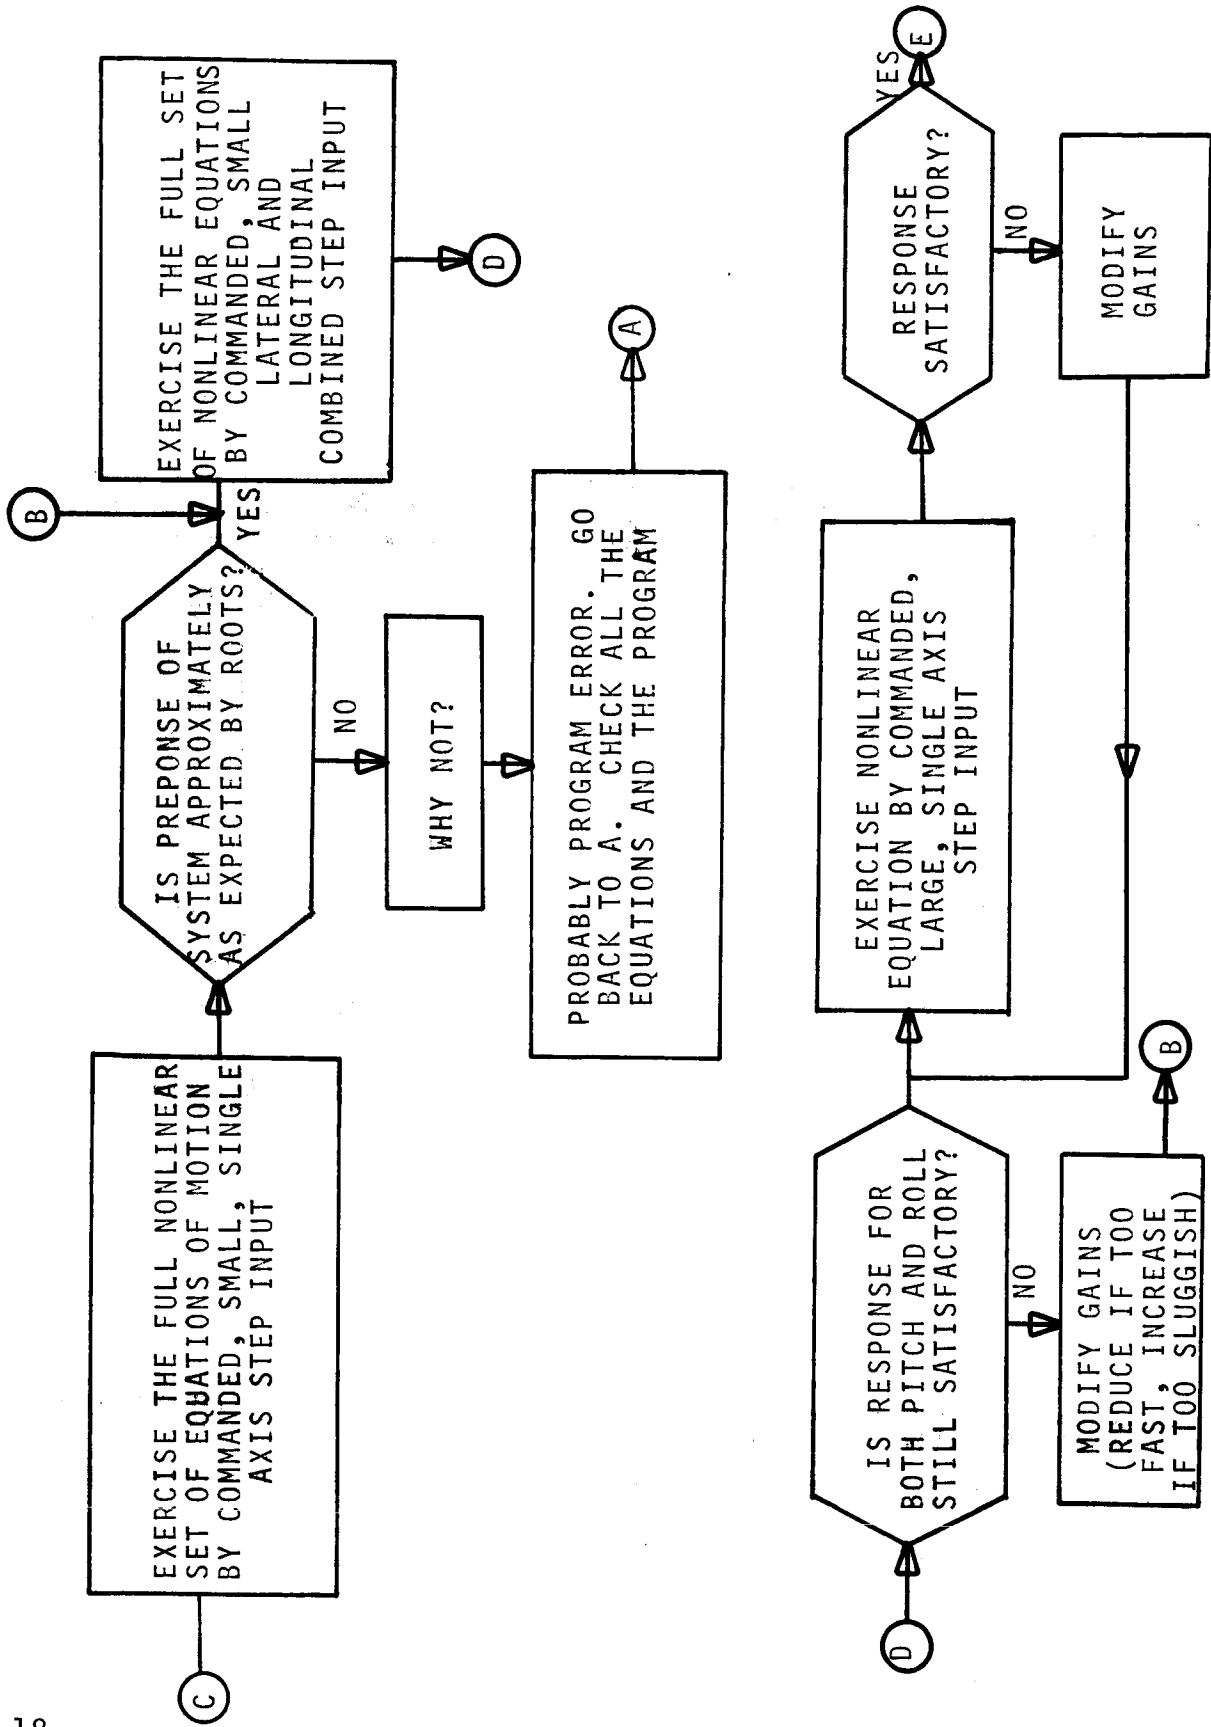 C
EXERCISE THE FULL NONLINEAR
SET OF EQUATIONS OF MOTION
BY COMMANDED, SMALL, SINGLE
AXIS STEP INPUT
IS PREPONSE OF
SYSTEM APPROXIMATELY
AS EXPECTED BY ROOTS?
YES
B
EXERCISE THE FULL SET
OF NONLINEAR EQUATIONS
BY COMMANDED, SMALL
LATERAL AND
LONGITUDINAL
COMBINED STEP INPUT
D
NO
WHY NOT?
PROBABLY PROGRAM ERROR. GO
BACK TO A. CHECK ALL THE
EQUATIONS AND THE PROGRAM
A
D
IS RESPONSE FOR
BOTH PITCH AND ROLL
STILL SATISFACTORY?
NO
MODIFY GAINS
(REDUCE IF TOO
FAST, INCREASE
IF TOO SLUGGISH)
B
EXERCISE NONLINEAR
EQUATION BY COMMANDED,
LARGE, SINGLE AXIS
STEP INPUT
RESPONSE
SATISFACTORY?
YES
E
NO
MODIFY
GAINS
18